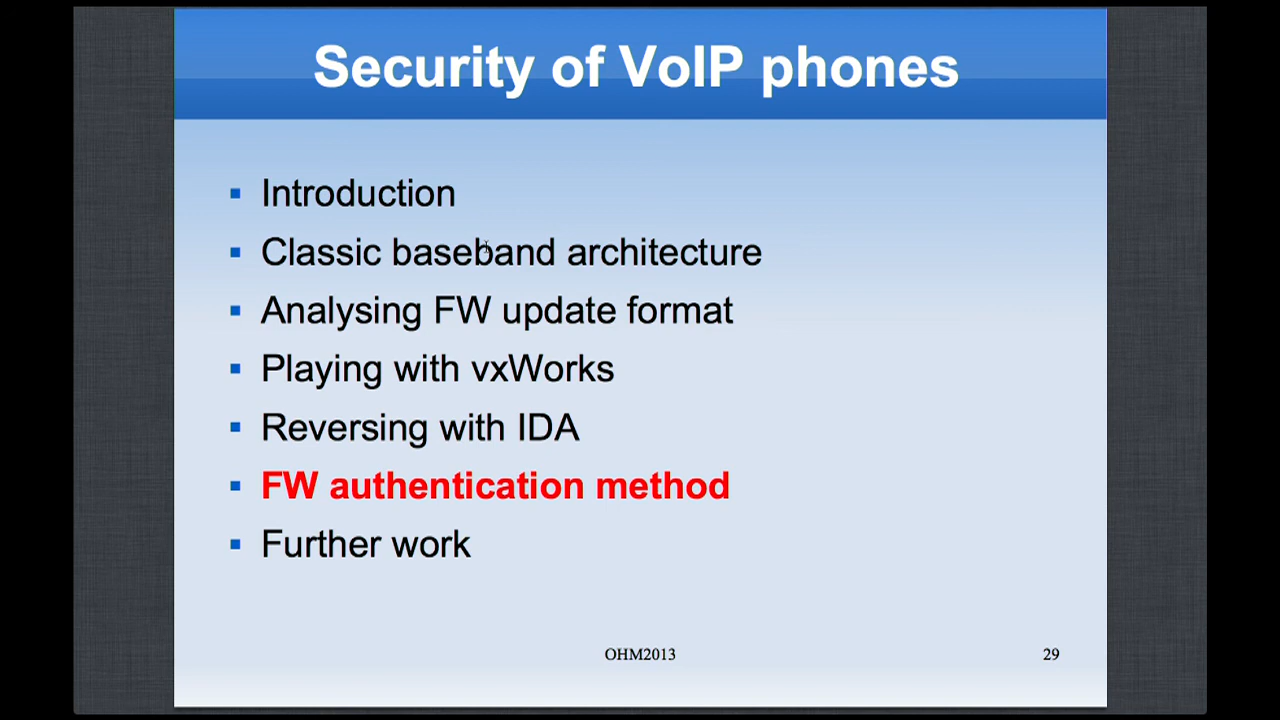 Security of VoIP phones
Introduction
Classic baseband architecture
Analysing FW update format
Playing with vxWorks
Reversing with IDA
FW authentication method
Further work
OHM2013
29